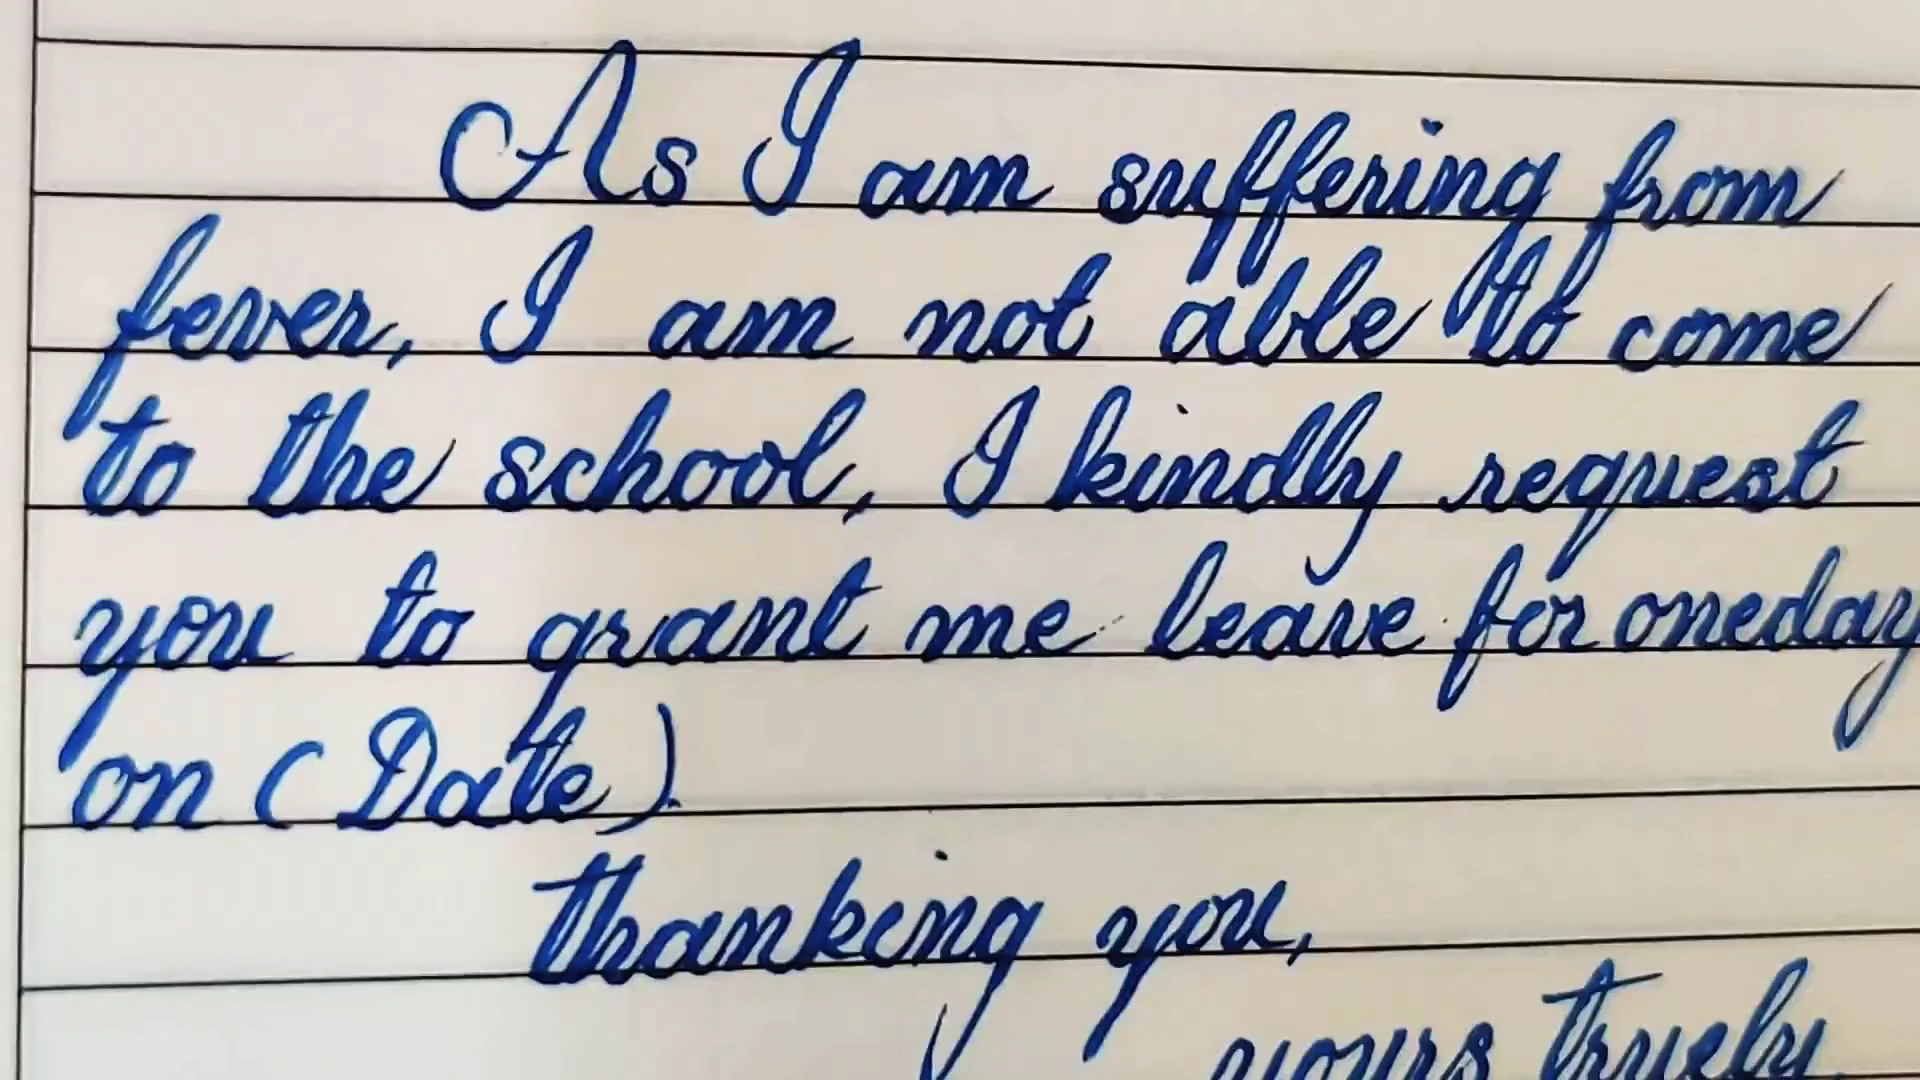 As I am suffering from
fever, I am not able to come
to the school, I kindly request
you to grant me leave for oneday
on (Date).
thanking you,
yours truely